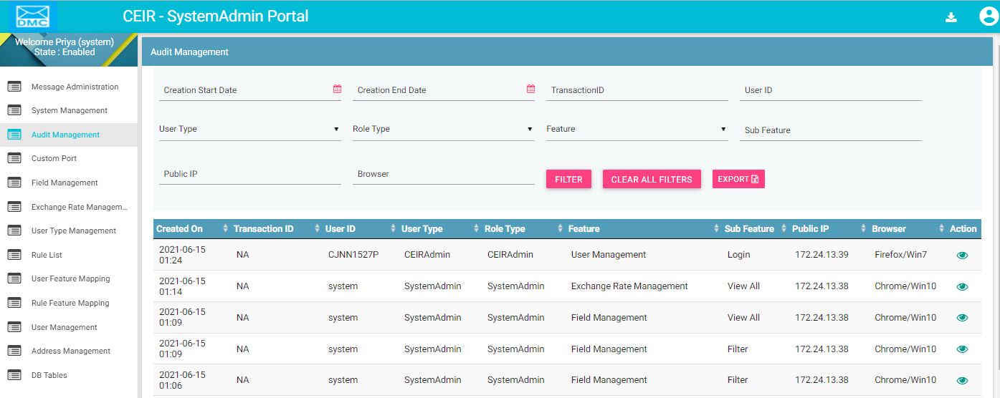 DMC
CEIR - SystemAdmin Portal
Welcome Priya (system)
State : Enabled
Message Administration
System Management
Audit Management
Custom Port
Field Management
Exchange Rate Managem...
User Type Management
Rule List
User Feature Mapping
Rule Feature Mapping
User Management
Address Management
DB Tables
Audit Management
Creation Start Date Creation End Date TransactionID User ID
User Type Role Type Feature Sub Feature
Public IP Browser FILTER CLEAR ALL FILTERS EXPORT
Created On Transaction ID User ID User Type Role Type Feature Sub Feature Public IP Browser Action
2021-06-15 01:24 NA CJNN1527P CEIRAdmin CEIRAdmin User Management Login 172.24.13.39 Firefox/Win7
2021-06-15 01:14 NA system SystemAdmin SystemAdmin Exchange Rate Management View All 172.24.13.38 Chrome/Win10
2021-06-15 01:09 NA system SystemAdmin SystemAdmin Field Management View All 172.24.13.38 Chrome/Win10
2021-06-15 01:09 NA system SystemAdmin SystemAdmin Field Management Filter 172.24.13.38 Chrome/Win10
2021-06-15 01:06 NA system SystemAdmin SystemAdmin Field Management Filter 172.24.13.38 Chrome/Win10